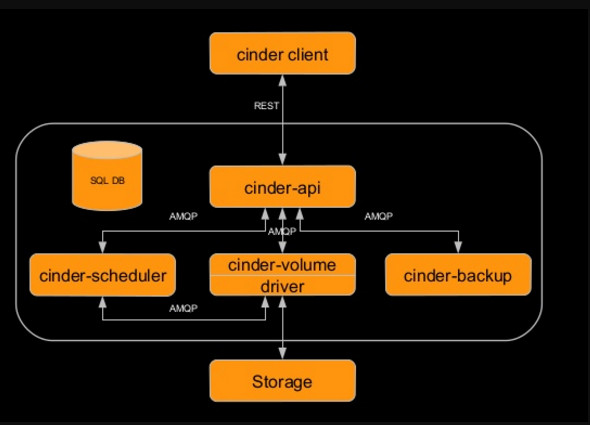 cinder client
REST
SQL DB
cinder-api
AMQP
AMQP
AMQP
cinder-scheduler
cinder-volume
driver
cinder-backup
AMQP
Storage